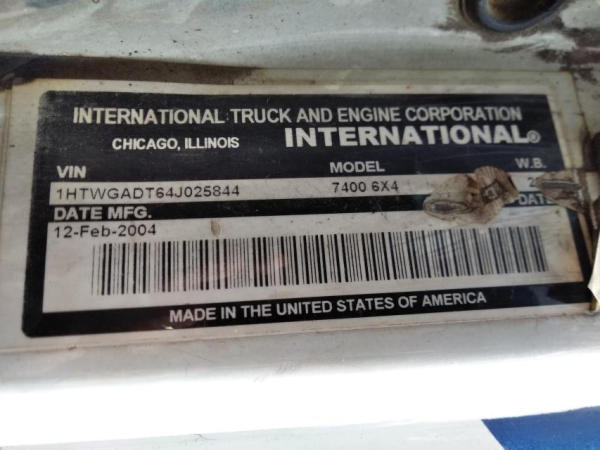 INTERNATIONAL TRUCK AND ENGINE CORPORATION
CHICAGO, ILLINOIS INTERNATIONAL®
VIN MODEL W.B.
1HTWGADT64J025844 7400 6X4
DATE MFG. DATE
12-Feb-2004
MADE IN THE UNITED STATES OF AMERICA